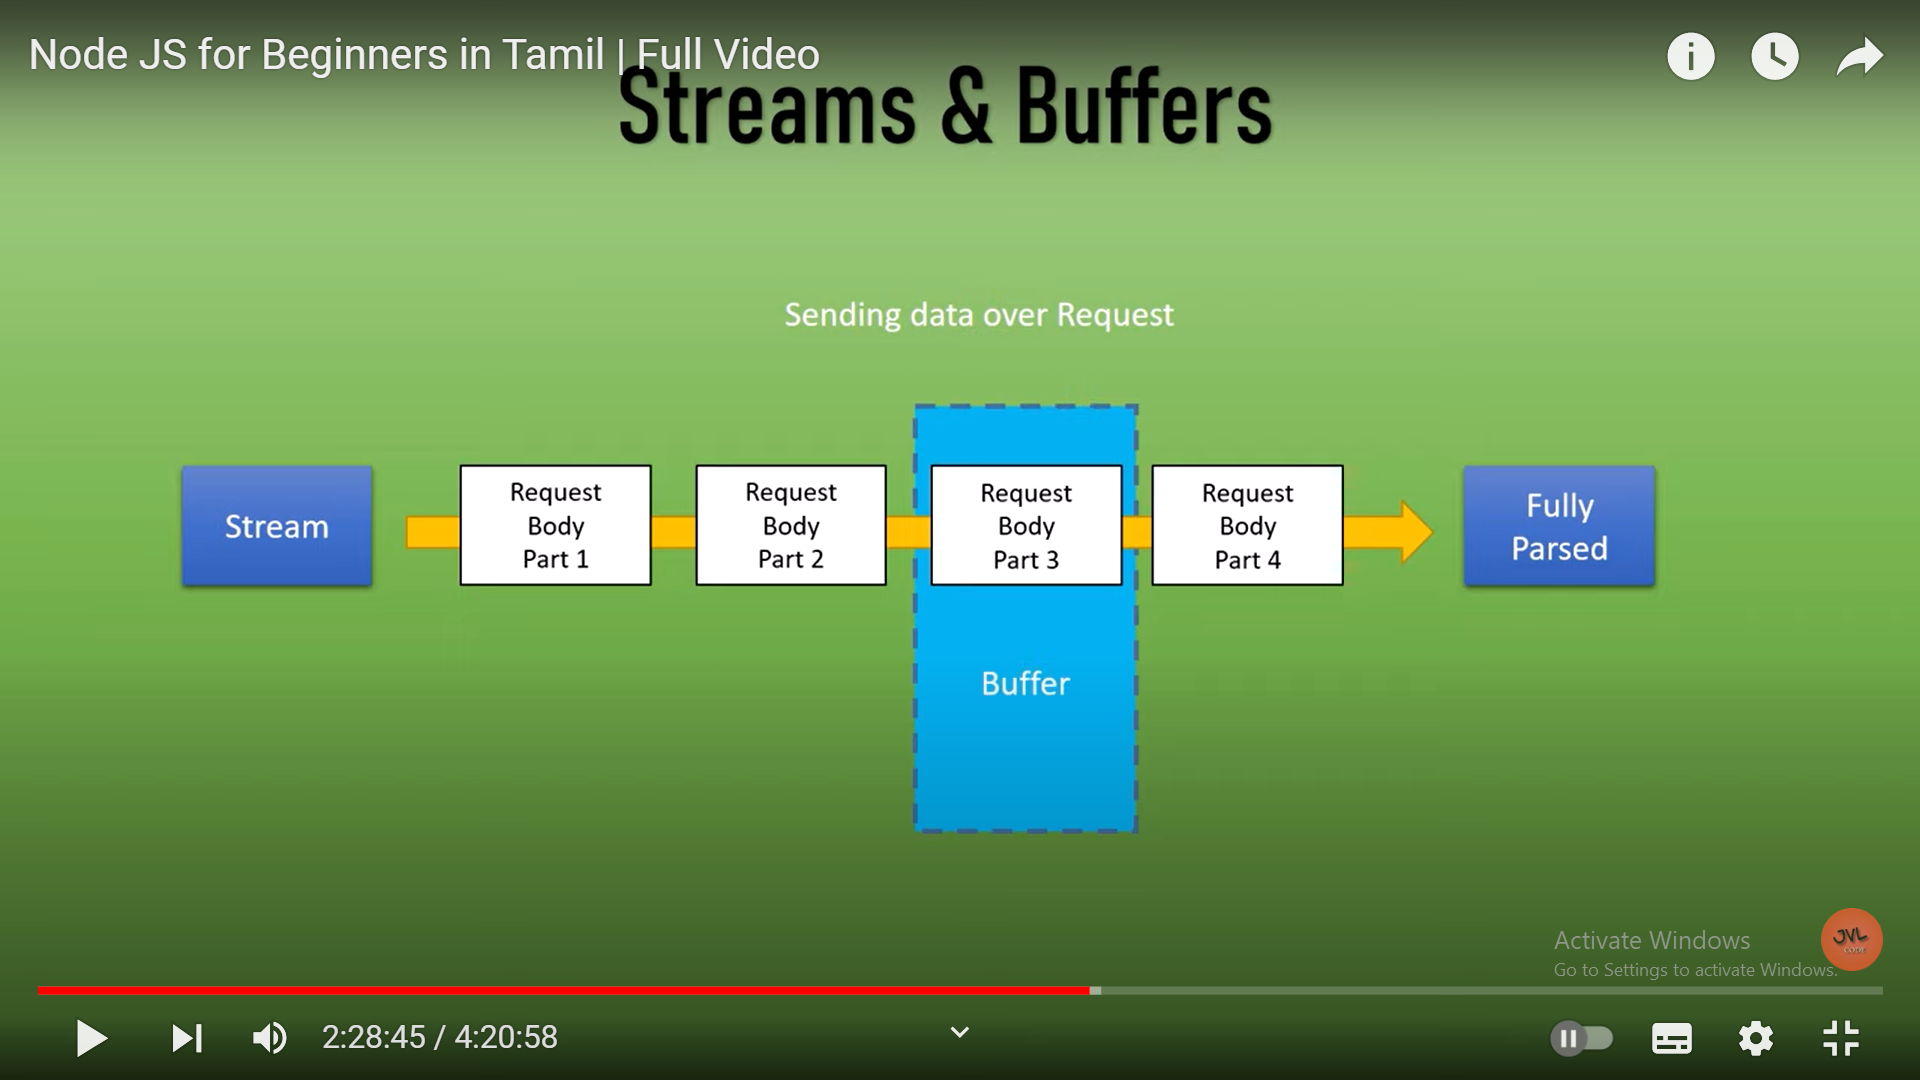 Node JS for Beginners in Tamil | Full Video
Streams & Buffers
Sending data over Request
Stream
Request
Body
Part 1
Request
Body
Part 2
Request
Body
Part 3
Request
Body
Part 4
Fully
Parsed
Buffer
Activate Windows
Go to Settings to activate Windows.
JVL
CODE
2:28:45 / 4:20:58